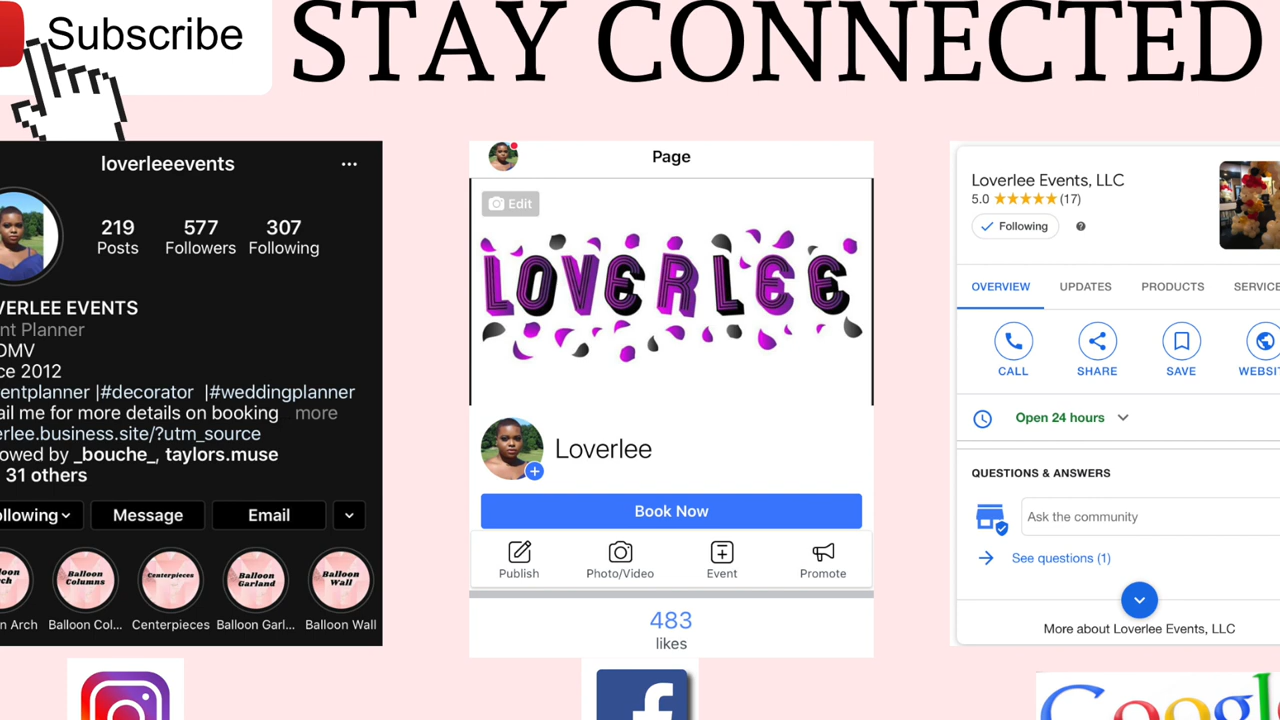 Subscribe
STAY CONNECTED
loverleeevents
219
Posts
577
Followers
307
Following
VERLEE EVENTS
nt Planner
DMV
ce 2012
entplanner |#decorator |#weddingplanner
ail me for more details on booking more
erlee.business.site/?utm_source
owed by _bouche_, taylors.muse
31 others
ollowing
Message
Email
Balloon Columns
Centerpieces
Balloon Garland
Balloon Wall
n Arch
Balloon Col...
Centerpieces
Balloon Garl...
Balloon Wall
Page
Edit
LOVERLEE
Loverlee
Book Now
Publish
Photo/Video
Event
Promote
483
likes
Loverlee Events, LLC
5.0 ★★★★★ (17)
Following
OVERVIEW
UPDATES
PRODUCTS
SERVICE
CALL
SHARE
SAVE
WEBSI
Open 24 hours
QUESTIONS & ANSWERS
Ask the community
See questions (1)
More about Loverlee Events, LLC
Googl